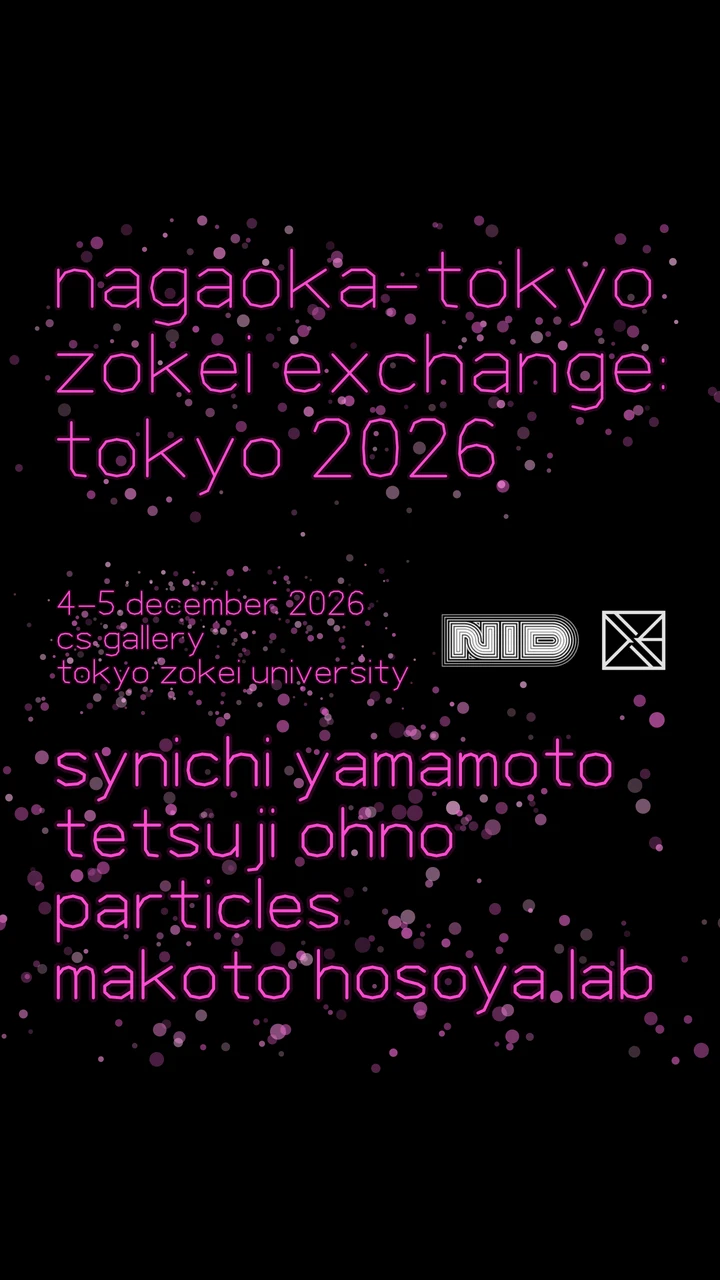 nagaoka-tokyo
zokei exchange:
tokyo 2026
4-5 december 2026
cs gallery
tokyo zokei university
NID
synichi yamamoto
tetsuji ohno
particles
makoto hosoya lab